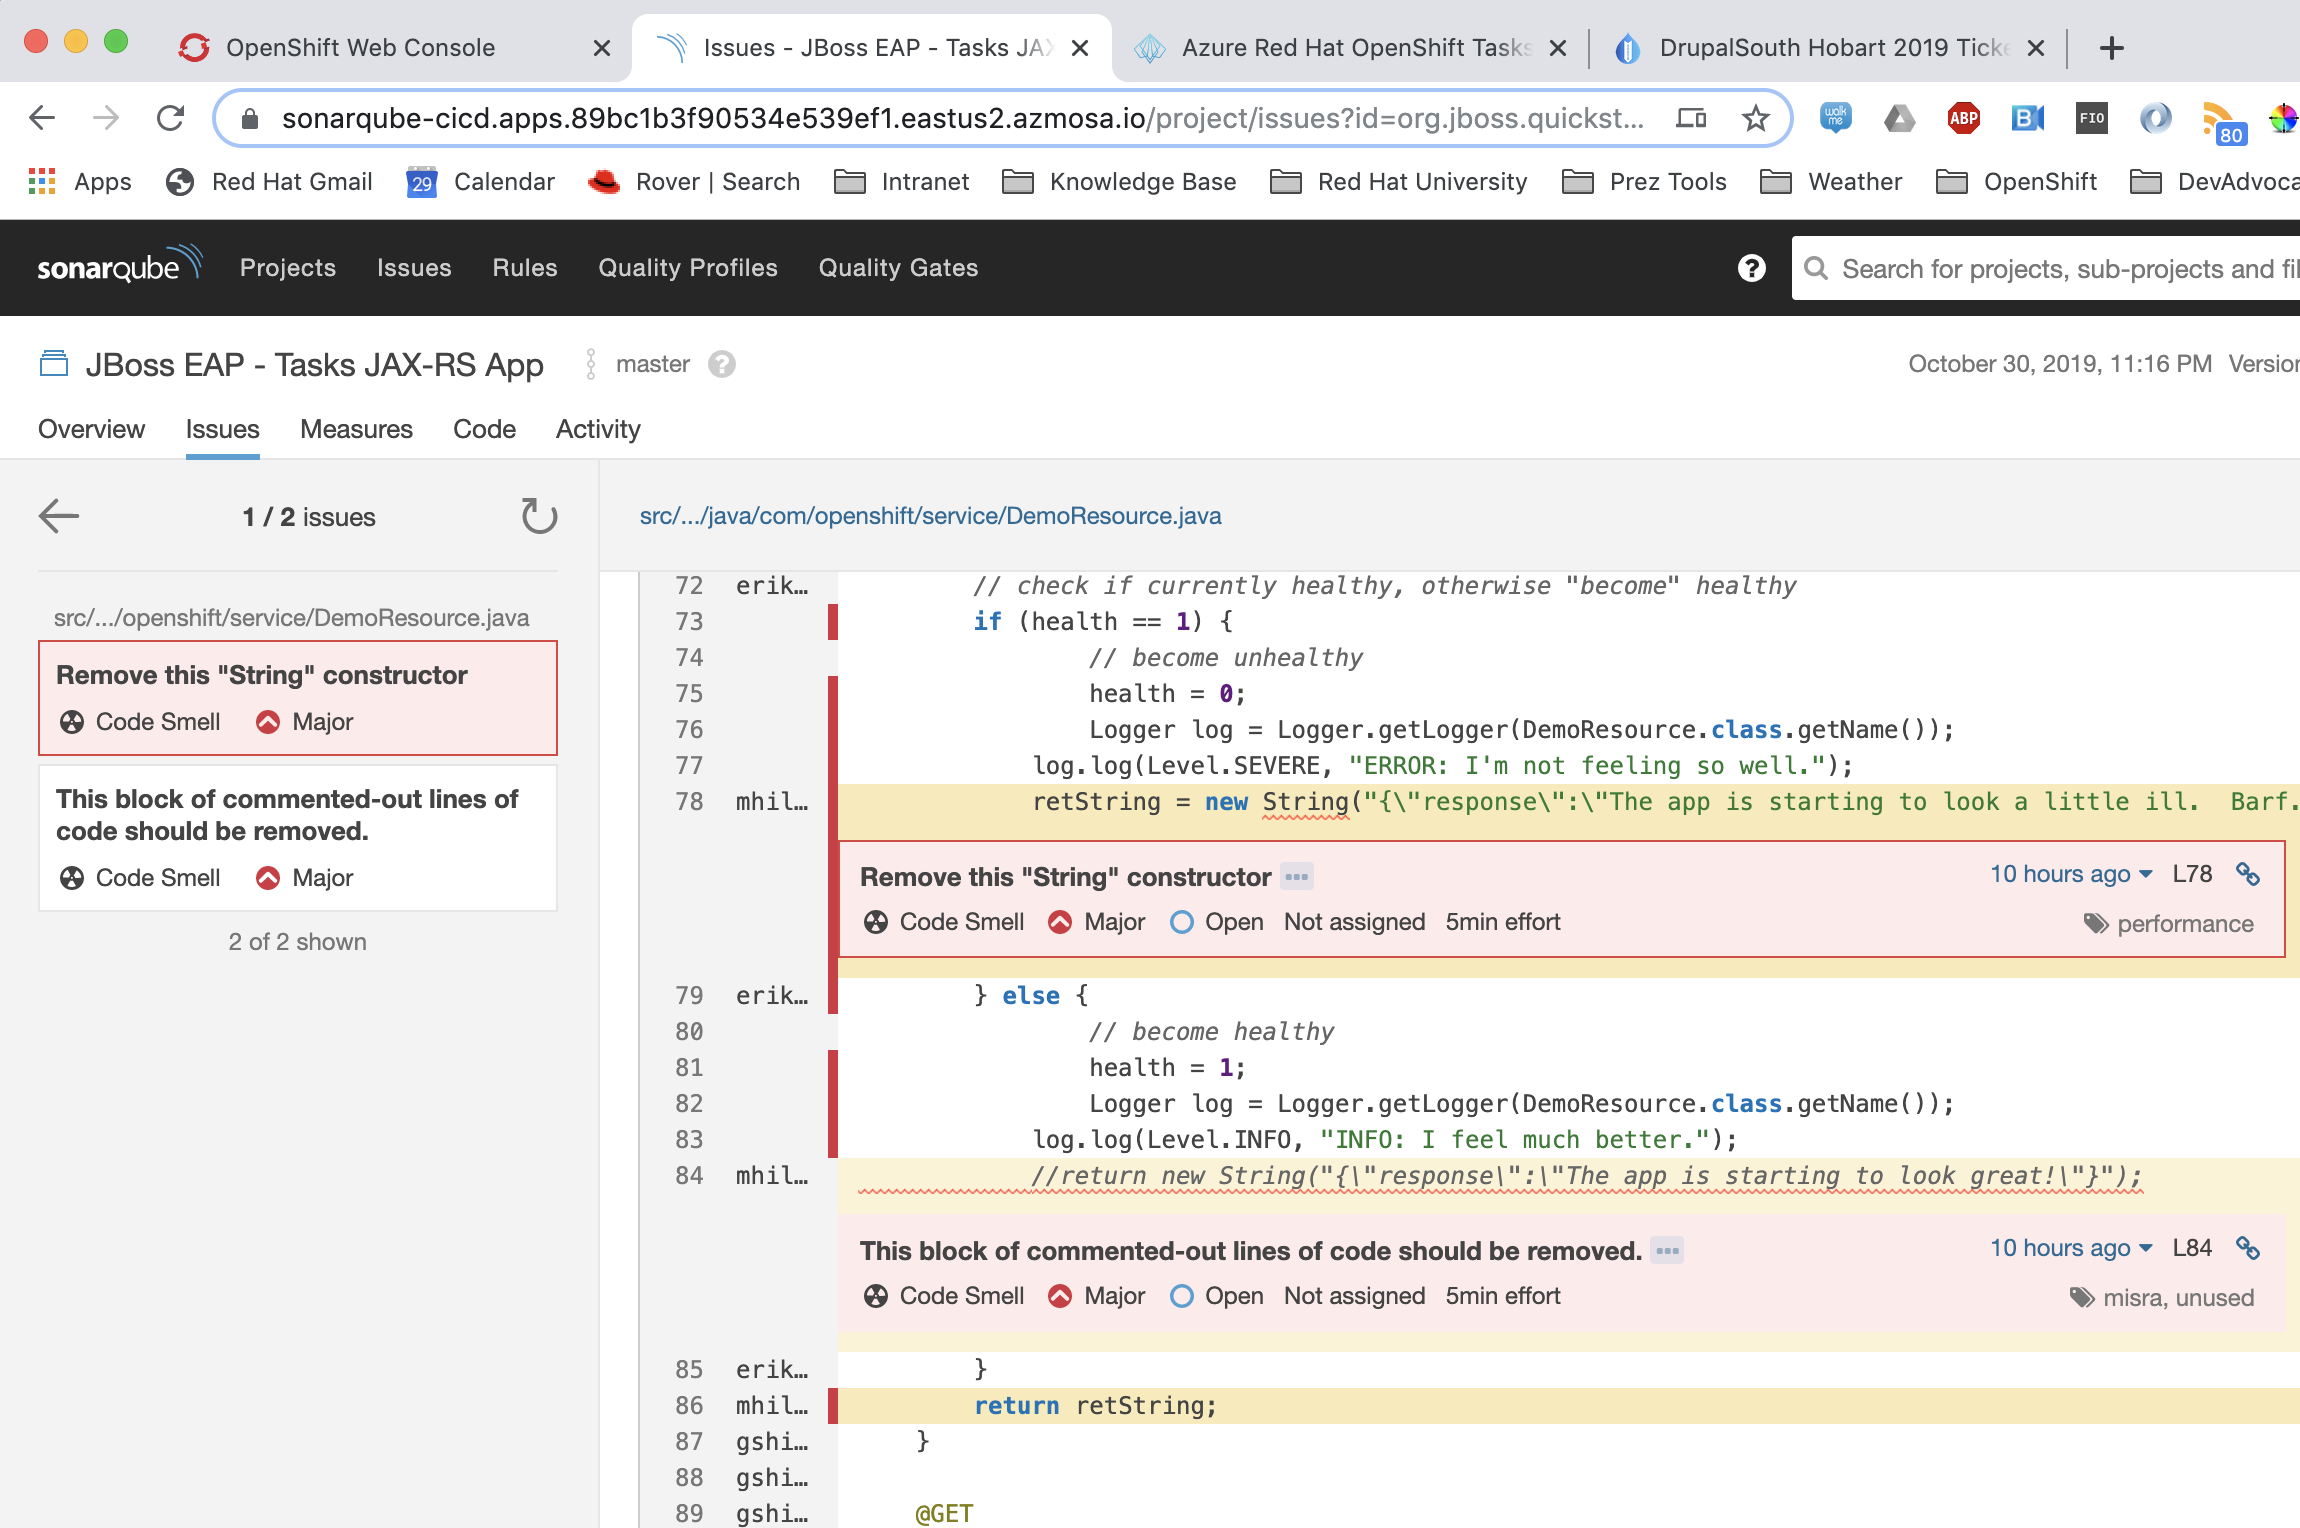 OpenShift Web Console
Issues - JBoss EAP - Tasks JAX
Azure Red Hat OpenShift Tasks
DrupalSouth Hobart 2019 Ticke
sonarqube-cicd.apps.89bc1b3f90534e539ef1.eastus2.azmosa.io/project/issues?id=org.jboss.quickst...
walk me
ABP
B
FIO
80
Apps
Red Hat Gmail
29
Calendar
Rover | Search
Intranet
Knowledge Base
Red Hat University
Prez Tools
Weather
OpenShift
DevAdvoca
sonarqube
Projects
Issues
Rules
Quality Profiles
Quality Gates
?
Search for projects, sub-projects and fil
JBoss EAP - Tasks JAX-RS App
master
?
October 30, 2019, 11:16 PM Version
Overview
Issues
Measures
Code
Activity
1 / 2 issues
src/.../java/com/openshift/service/DemoResource.java
src/.../openshift/service/DemoResource.java
Remove this "String" constructor
Code Smell Major
This block of commented-out lines of
code should be removed.
Code Smell Major
2 of 2 shown
72 erik… // check if currently healthy, otherwise "become" healthy
73 if (health == 1) {
74 // become unhealthy
75 health = 0;
76 Logger log = Logger.getLogger(DemoResource.class.getName());
77 log.log(Level.SEVERE, "ERROR: I'm not feeling so well.");
78 mhil… retString = new String("{\"response\":\"The app is starting to look a little ill.  Barf.
Remove this "String" constructor ••• 10 hours ago L78
Code Smell Major Open Not assigned 5min effort performance
79 erik… } else {
80 // become healthy
81 health = 1;
82 Logger log = Logger.getLogger(DemoResource.class.getName());
83 log.log(Level.INFO, "INFO: I feel much better.");
84 mhil… //return new String("{\"response\":\"The app is starting to look great!\"}");
This block of commented-out lines of code should be removed. ••• 10 hours ago L84
Code Smell Major Open Not assigned 5min effort misra, unused
85 erik… }
86 mhil… return retString;
87 gshi… }
88 gshi…
89 gshi… @GET